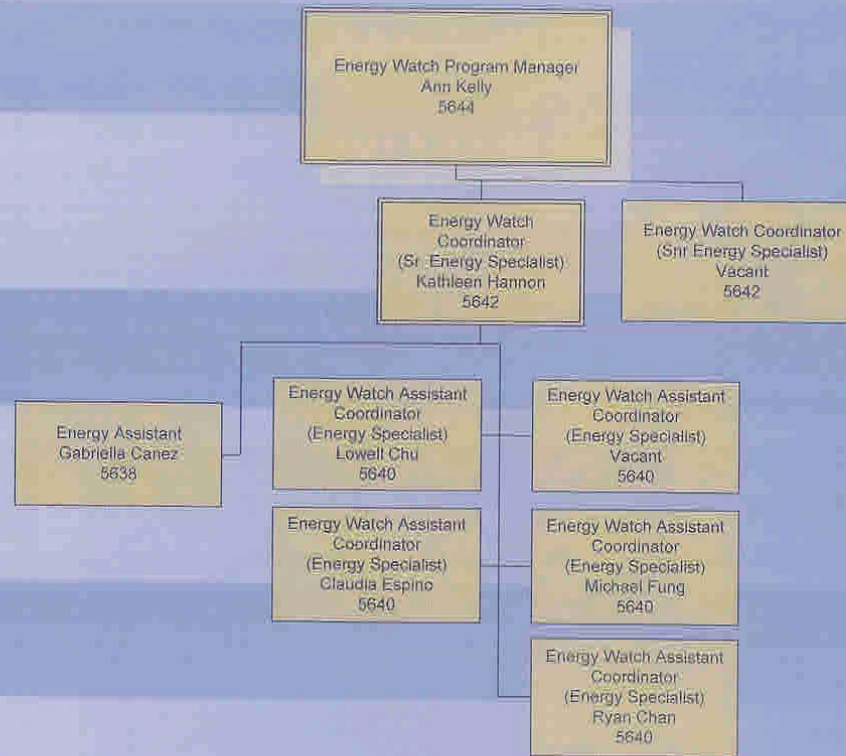 Energy Watch Program Manager
Ann Kelly
5644
Energy Watch
Coordinator
(Sr. Energy Specialist)
Kathleen Hannon
5642
Energy Watch Coordinator
(Snr Energy Specialist)
Vacant
5642
Energy Assistant
Gabriella Canez
5638
Energy Watch Assistant
Coordinator
(Energy Specialist)
Lowell Chu
5640
Energy Watch Assistant
Coordinator
(Energy Specialist)
Vacant
5640
Energy Watch Assistant
Coordinator
(Energy Specialist)
Claudia Espino
5640
Energy Watch Assistant
Coordinator
(Energy Specialist)
Michael Fung
5640
Energy Watch Assistant
Coordinator
(Energy Specialist)
Ryan Chan
5640